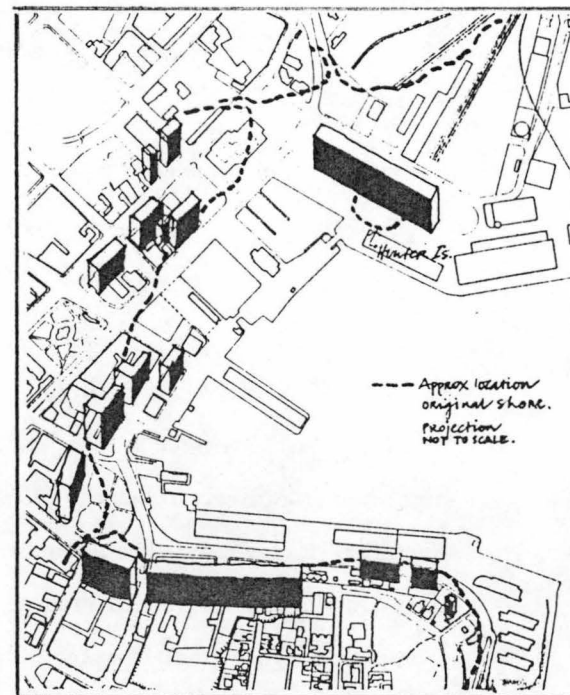 Hunter Is.
Approx location
original shore.
Projection
NOT TO SCALE.